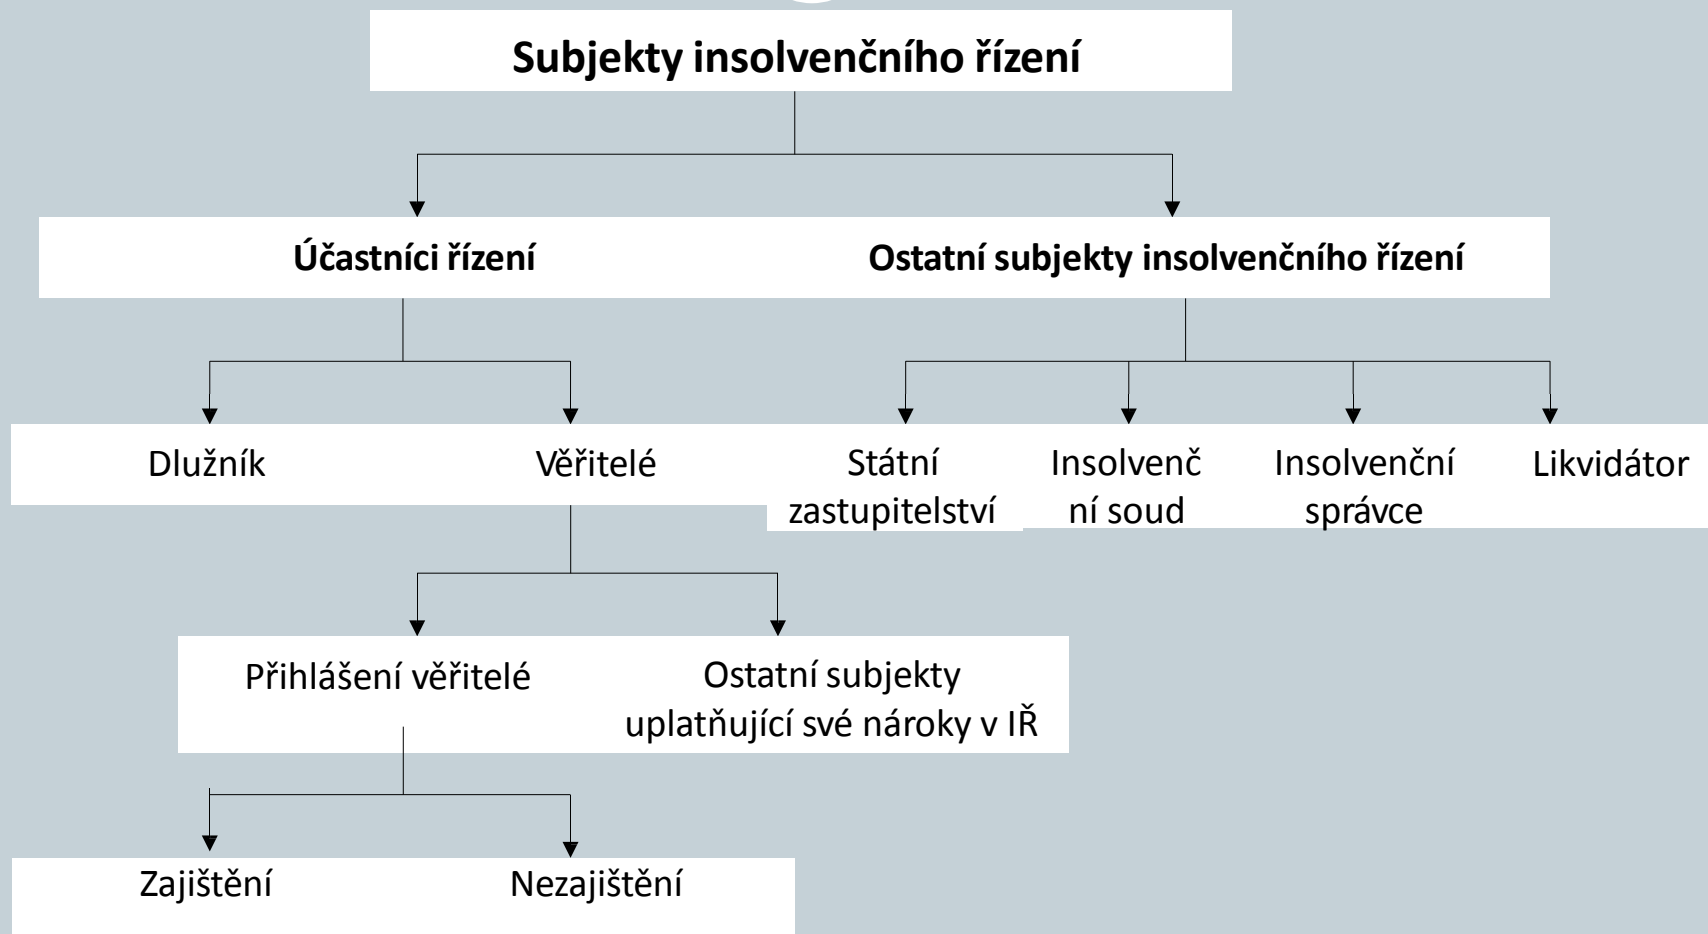 Subjekty insolvenčního řízení
Účastníci řízení
Ostatní subjekty insolvenčního řízení
Dlužník
Věřitelé
Státní
zastupitelství
Insolvenč
ní soud
Insolvenční
správce
Likvidátor
Přihlášení věřitelé
Ostatní subjekty
uplatňující své nároky v IŘ
Zajištění
Nezajištění